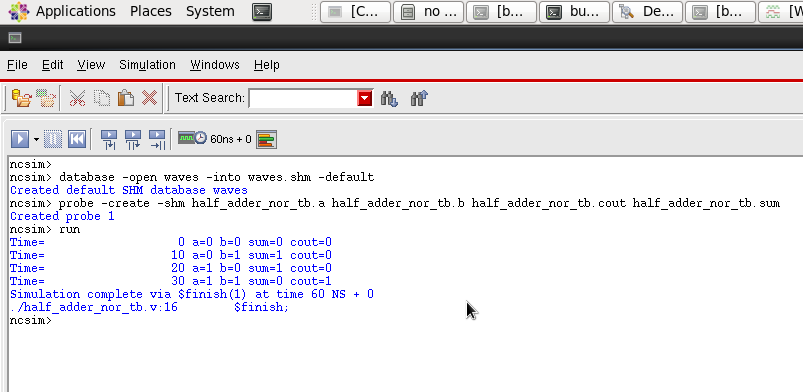 Applications Places System [C... no ... [b... bu... De... [b... [W
File Edit View Simulation Windows Help
Text Search:
60ns + 0
ncsim>
ncsim> database -open waves -into waves.shm -default
Created default SHM database waves
ncsim> probe -create -shm half_adder_nor_tb.a half_adder_nor_tb.b half_adder_nor_tb.cout half_adder_nor_tb.sum
Created probe 1
ncsim> run
Time=                   0 a=0 b=0 sum=0 cout=0
Time=                  10 a=0 b=1 sum=1 cout=0
Time=                  20 a=1 b=0 sum=1 cout=0
Time=                  30 a=1 b=1 sum=0 cout=1
Simulation complete via $finish(1) at time 60 NS + 0
./half_adder_nor_tb.v:16        $finish;
ncsim>